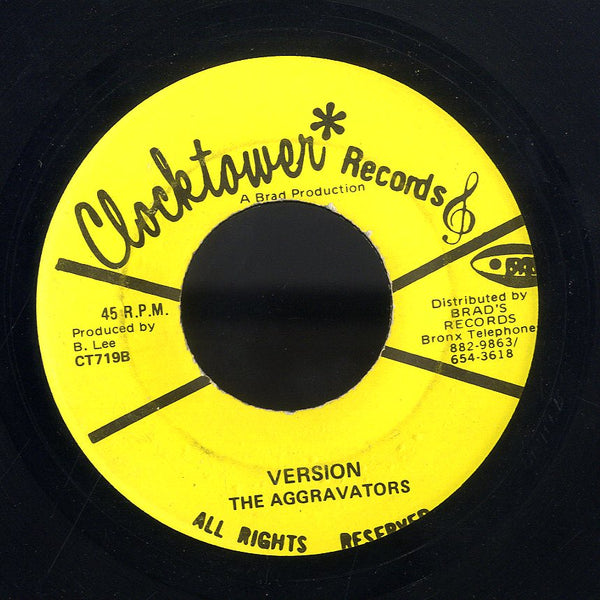 Clocktower* Records
A Brad Production
45 R.P.M.
Produced by
B. Lee
CT719B
Distributed by
BRAD'S
RECORDS
Bronx Telephone
882-9863/
654-3618
VERSION
THE AGGRAVATORS
ALL RIGHTS RESERVED